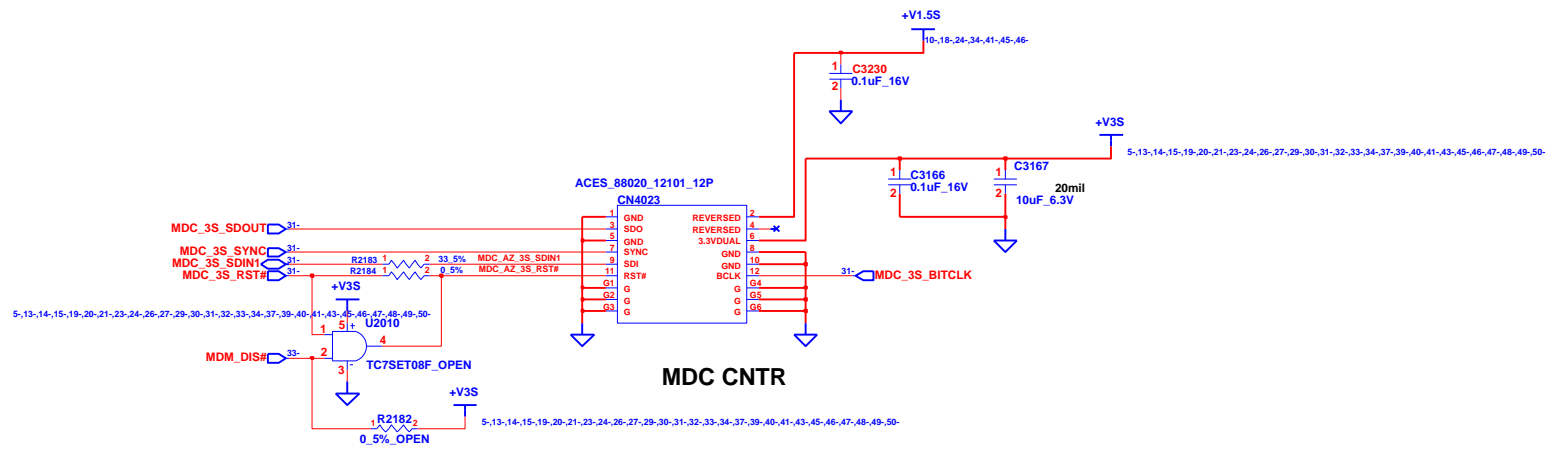 +V1.5S
10-,18-,24-,34-,41-,45-,46-
1
C3230
0.1uF_16V
2
+V3S
5-,13-,14-,15-,19-,20-,21-,23-,24-,26-,27-,29-,30-,31-,32-,33-,34-,37-,39-,40-,41-,43-,45-,46-,47-,48-,49-,50-
1
C3166
0.1uF_16V
2
1
C3167
20mil
2
10uF_6.3V
ACES_88020_12101_12P
CN4023
1 GND REVERSED 2
MDC_3S_SDOUT 31- 3 SDO REVERSED 4
5 GND 3.3VDUAL 6
MDC_3S_SYNC 31- 7 SYNC GND 8
MDC_3S_SDIN1 31- R2183 1 2 33_5% MDC_AZ_3S_SDIN1 9 SDI GND 10
MDC_3S_RST# 31- R2184 1 2 0_5% MDC_AZ_3S_RST# 11 RST# BCLK 12 31- MDC_3S_BITCLK
G1 G G G4
G2 G G G5
G3 G G G6
+V3S
5-,13-,14-,15-,19-,20-,21-,23-,24-,26-,27-,29-,30-,31-,32-,33-,34-,37-,39-,40-,41-,43-,45-,46-,47-,48-,49-,50-
U2010
1 5 +
4
MDM_DIS# 33- 2
3 -
TC7SET08F_OPEN
MDC CNTR
+V3S
1 R2182 2
5-,13-,14-,15-,19-,20-,21-,23-,24-,26-,27-,29-,30-,31-,32-,33-,34-,37-,39-,40-,41-,43-,45-,46-,47-,48-,49-,50-
0_5%_OPEN